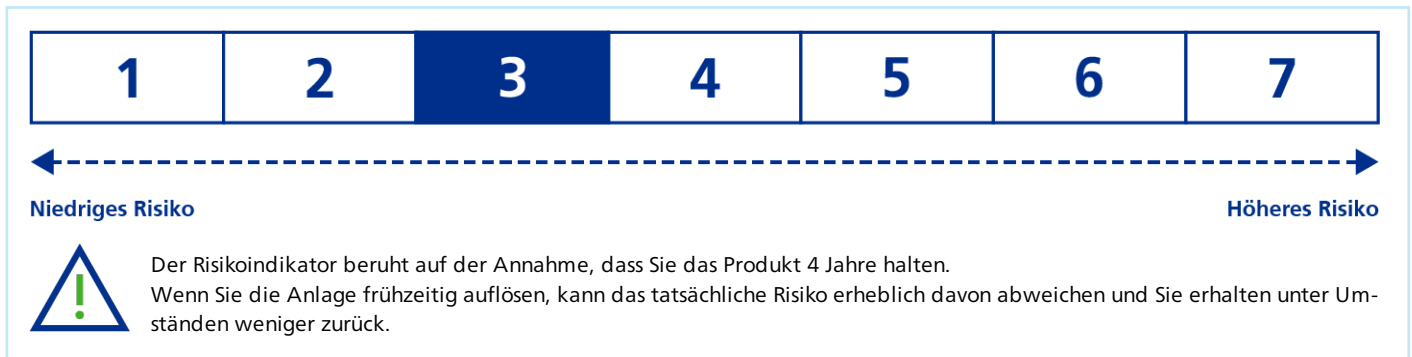 1 2 3 4 5 6 7
Niedriges Risiko Höheres Risiko
!
Der Risikoindikator beruht auf der Annahme, dass Sie das Produkt 4 Jahre halten.
Wenn Sie die Anlage frühzeitig auflösen, kann das tatsächliche Risiko erheblich davon abweichen und Sie erhalten unter Um-
ständen weniger zurück.